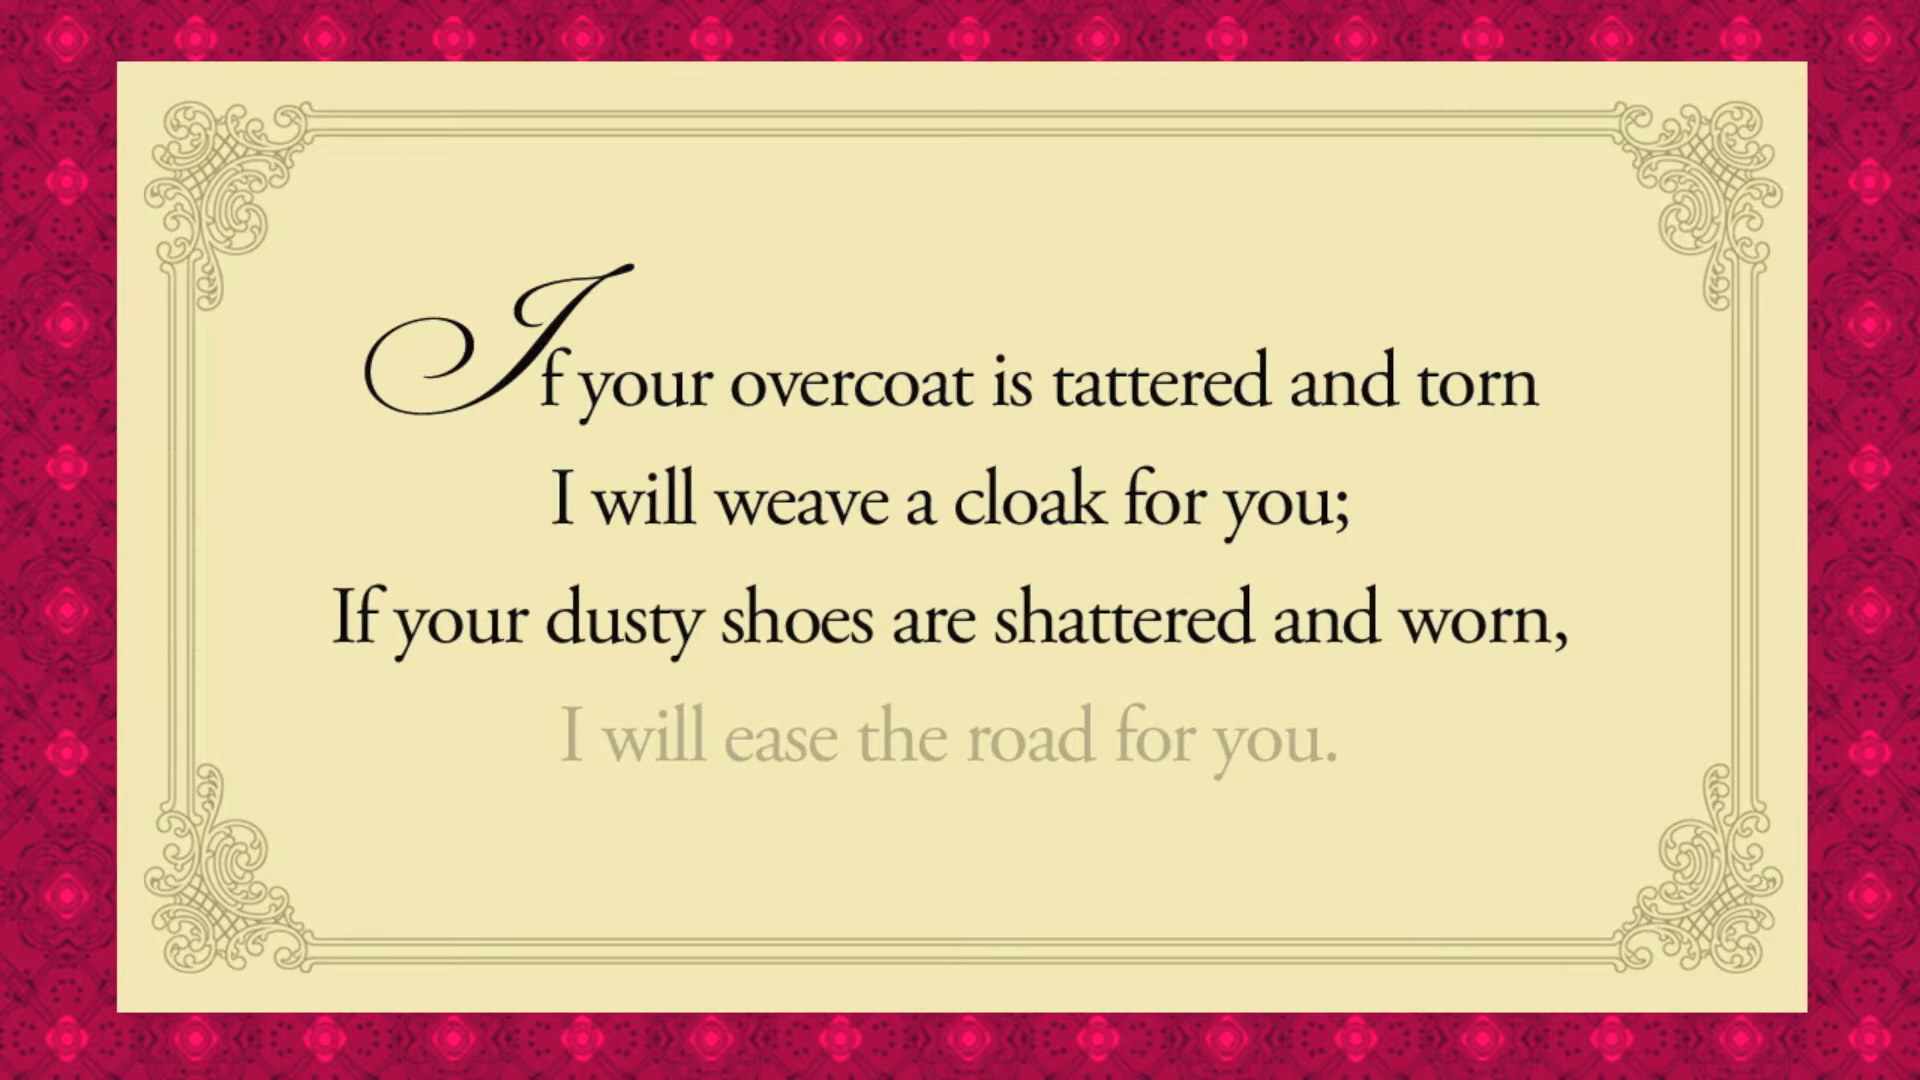 If your overcoat is tattered and torn
I will weave a cloak for you;
If your dusty shoes are shattered and worn,
I will ease the road for you.